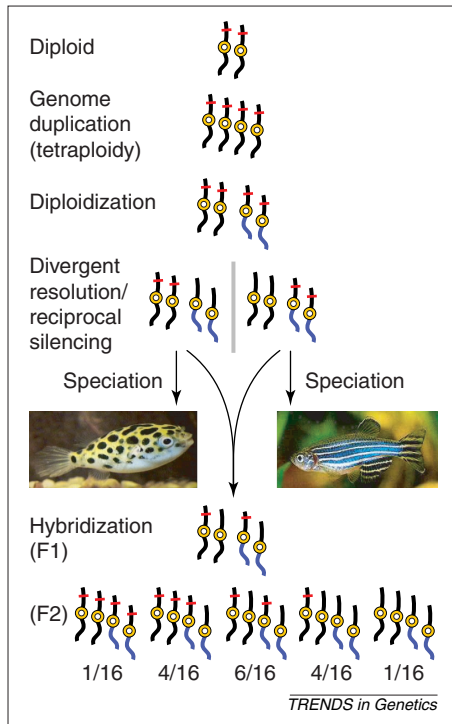 Diploid
Genome
duplication
(tetraploidy)
Diploidization
Divergent
resolution/
reciprocal
silencing
Speciation
Speciation
Hybridization
(F1)
(F2)
1/16 4/16 6/16 4/16 1/16
TRENDS in Genetics